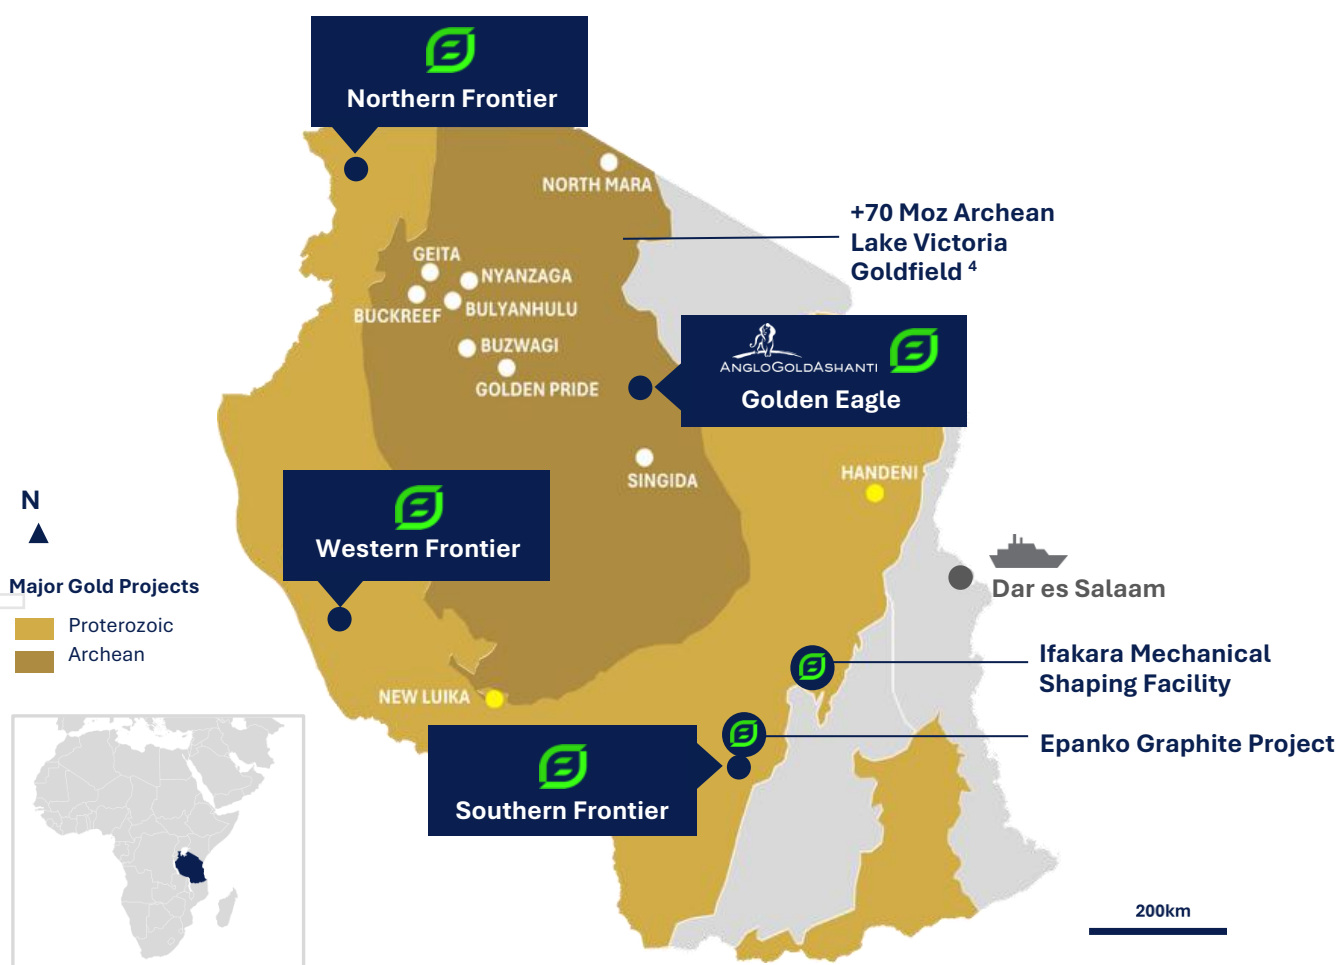 Northern Frontier
NORTH MARA
+70 Moz Archean
Lake Victoria
Goldfield 4
GEITA
NYANZAGA
BUCKREEF
BULYANHULU
BUZWAGI
GOLDEN PRIDE
ANGLOGOLDASHANTI
Golden Eagle
SINGIDA
HANDENI
N
Western Frontier
Major Gold Projects
Proterozoic
Archean
Dar es Salaam
Ifakara Mechanical
Shaping Facility
NEW LUIKA
Epanko Graphite Project
Southern Frontier
200km